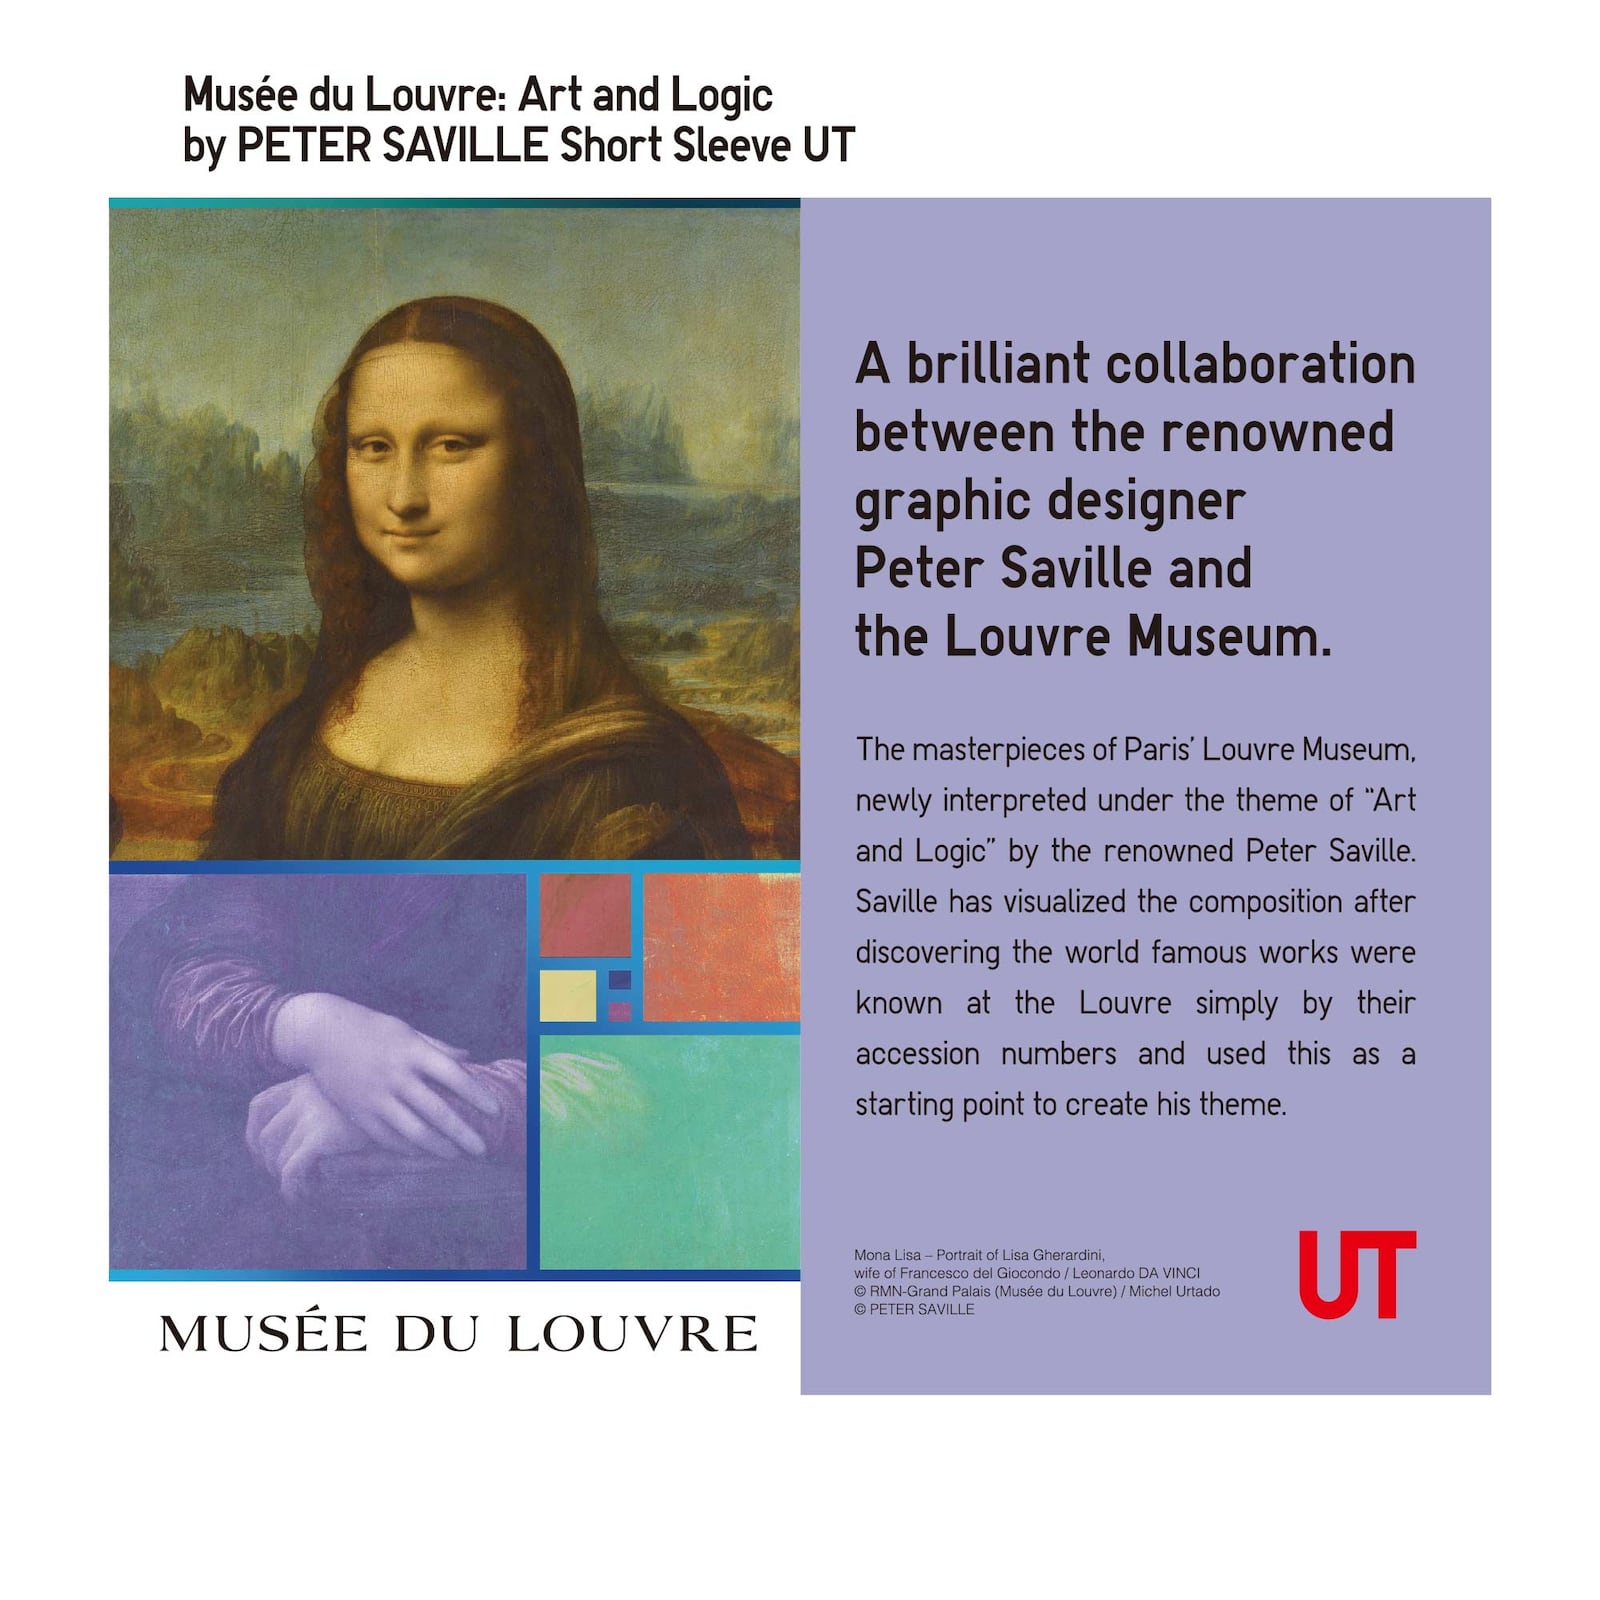 Musée du Louvre: Art and Logic
by PETER SAVILLE Short Sleeve UT
A brilliant collaboration
between the renowned
graphic designer
Peter Saville and
the Louvre Museum.
The masterpieces of Paris’ Louvre Museum,
newly interpreted under the theme of “Art
and Logic” by the renowned Peter Saville.
Saville has visualized the composition after
discovering the world famous works were
known at the Louvre simply by their
accession numbers and used this as a
starting point to create his theme.
Mona Lisa – Portrait of Lisa Gherardini,
wife of Francesco del Giocondo / Leonardo DA VINCI
© RMN-Grand Palais (Musée du Louvre) / Michel Urtado
© PETER SAVILLE
UT
MUSÉE DU LOUVRE